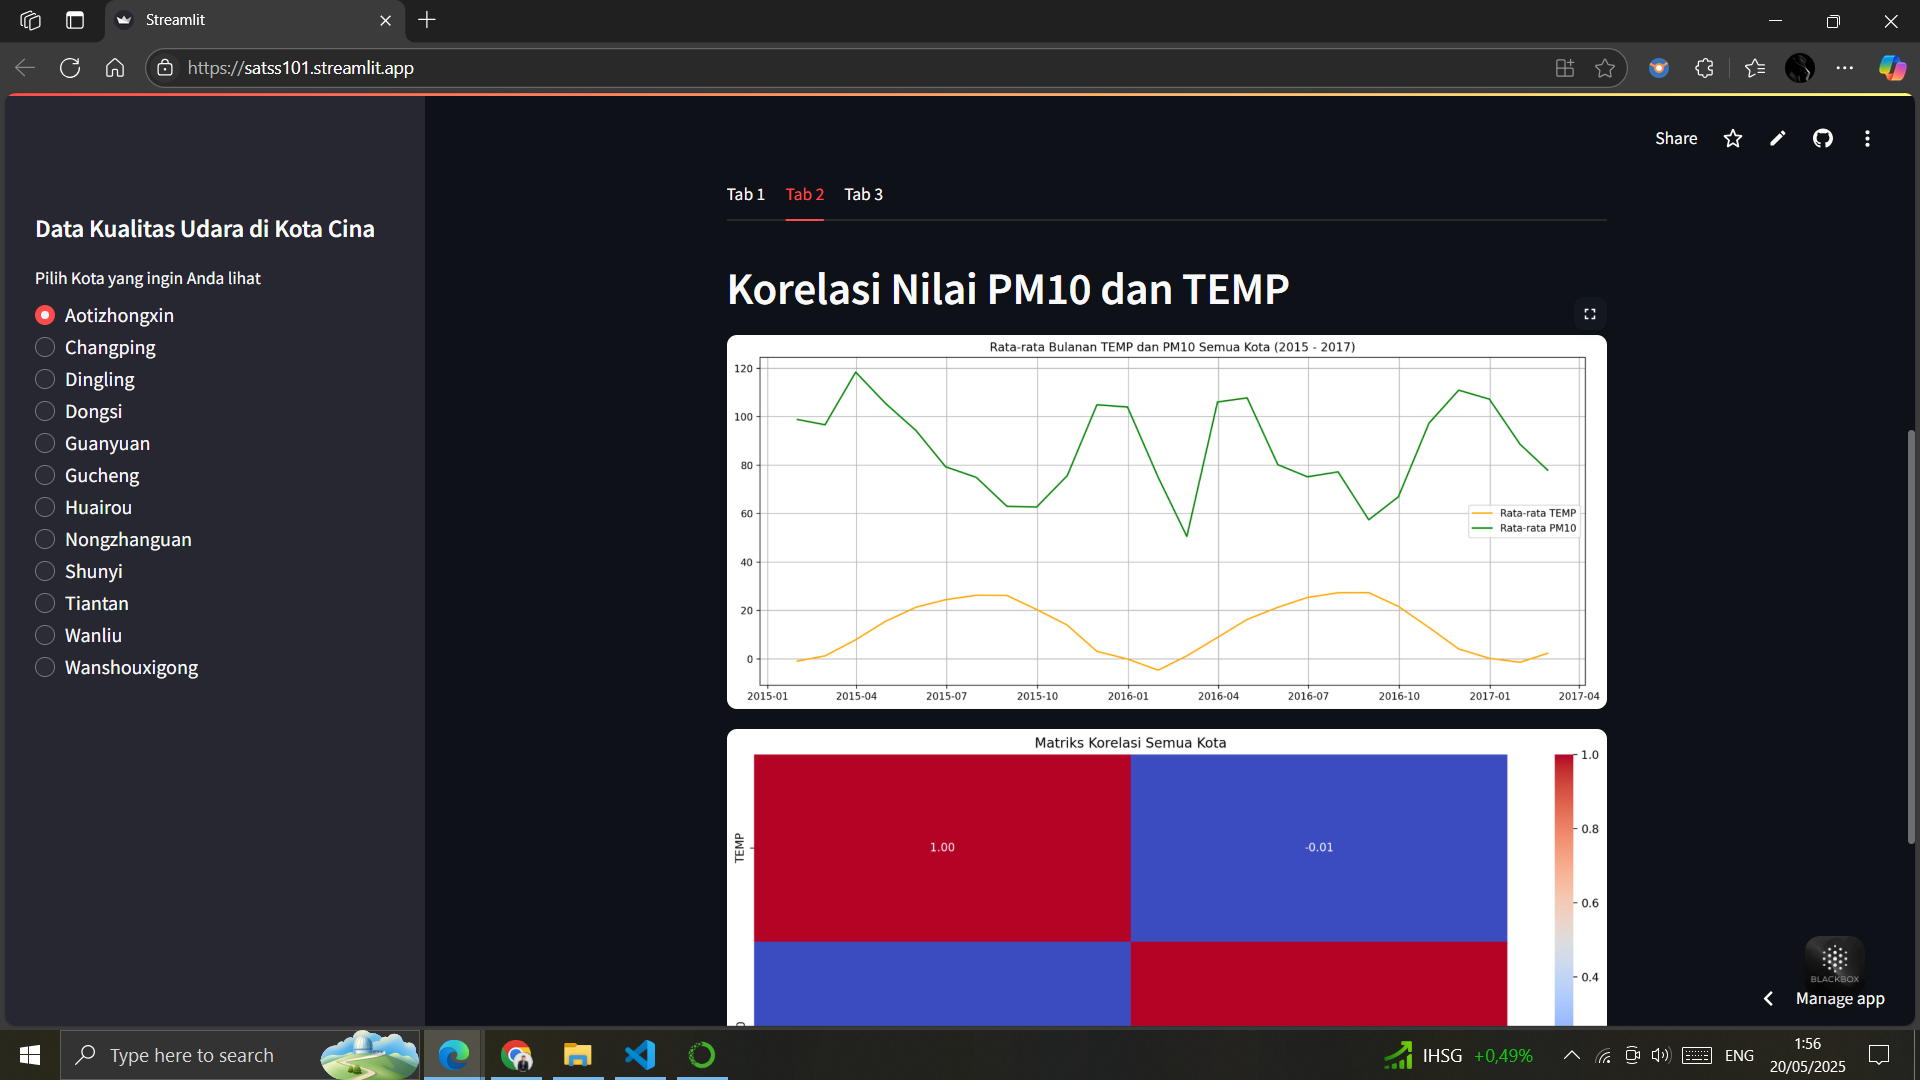 Streamlit
https://satss101.streamlit.app
Share
Data Kualitas Udara di Kota Cina
Pilih Kota yang ingin Anda lihat
Aotizhongxin
Changping
Dingling
Dongsi
Guanyuan
Gucheng
Huairou
Nongzhanguan
Shunyi
Tiantan
Wanliu
Wanshouxigong
Tab 1 Tab 2 Tab 3
Korelasi Nilai PM10 dan TEMP
Rata-rata Bulanan TEMP dan PM10 Semua Kota (2015 - 2017)
120
100
80
60
40
20
0
Rata-rata TEMP
Rata-rata PM10
2015-01 2015-04 2015-07 2015-10 2016-01 2016-04 2016-07 2016-10 2017-01 2017-04
Matriks Korelasi Semua Kota
TEMP
1.00 -0.01
1.0
0.8
0.6
0.4
BLACKBOX
Manage app
Type here to search
IHSG +0,49%
ENG
1:56
20/05/2025